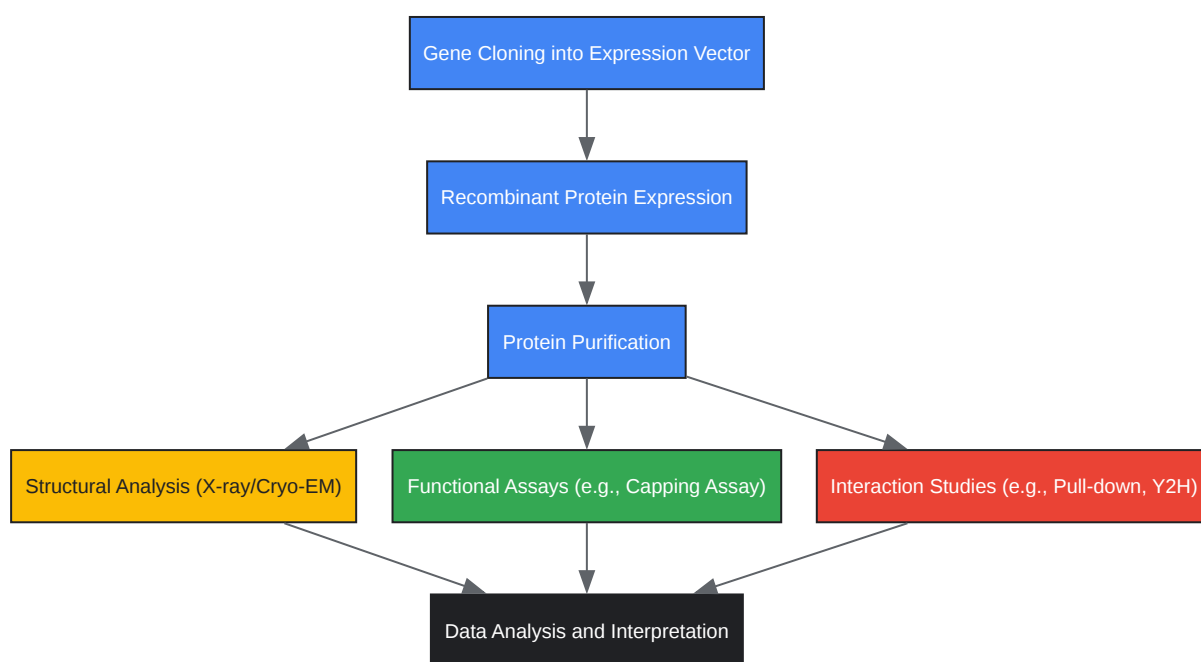 Gene Cloning into Expression Vector
Recombinant Protein Expression
Protein Purification
Structural Analysis (X-ray/Cryo-EM)
Functional Assays (e.g., Capping Assay)
Interaction Studies (e.g., Pull-down, Y2H)
Data Analysis and Interpretation